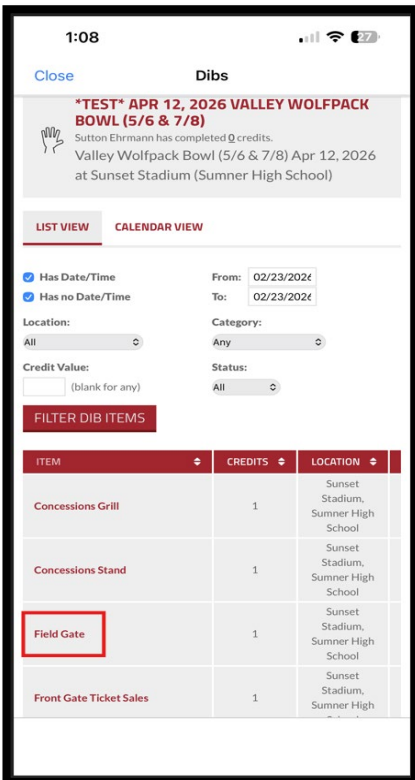 1:08
27
Close
Dibs
*TEST* APR 12, 2026 VALLEY WOLFPACK
BOWL (5/6 & 7/8)
Sutton Ehrmann has completed 0 credits.
Valley Wolfpack Bowl (5/6 & 7/8) Apr 12, 2026
at Sunset Stadium (Sumner High School)
LIST VIEW
CALENDAR VIEW
Has Date/Time
From: 02/23/2026
Has no Date/Time
To: 02/23/2026
Location:
Category:
All
Any
Credit Value:
Status:
(blank for any)
All
FILTER DIB ITEMS
ITEM
CREDITS
LOCATION
Concessions Grill
1
Sunset
Stadium,
Sumner High
School
Concessions Stand
1
Sunset
Stadium,
Sumner High
School
Field Gate
1
Sunset
Stadium,
Sumner High
School
Front Gate Ticket Sales
1
Sunset
Stadium,
Sumner High